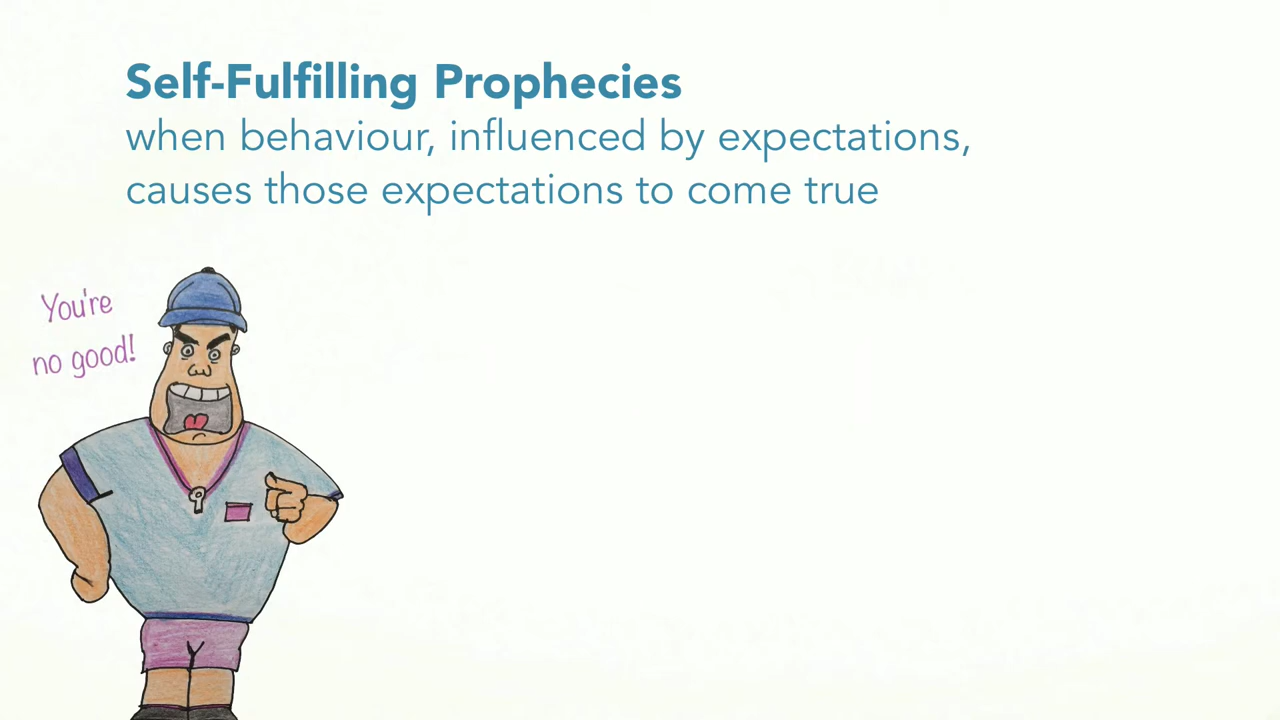 Self-Fulfilling Prophecies
when behaviour, influenced by expectations,
causes those expectations to come true
You're
no good!